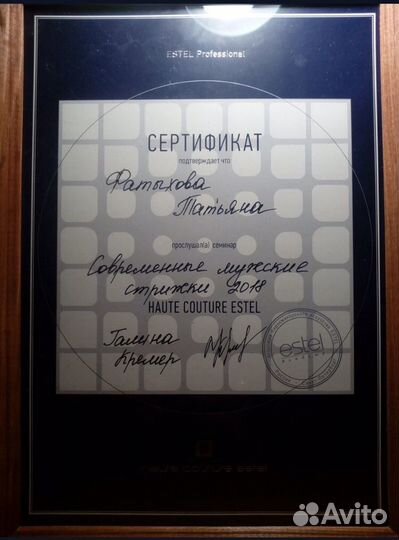 ESTEL Professional
СЕРТИФИКАТ
подтверждает что
Фатыхова
Татьяна
прослушал(а) семинар
Современные мужские
стрижки 2018
HAUTE COUTURE ESTEL
Галина
Кремер
estel
haute couture estel
Avito